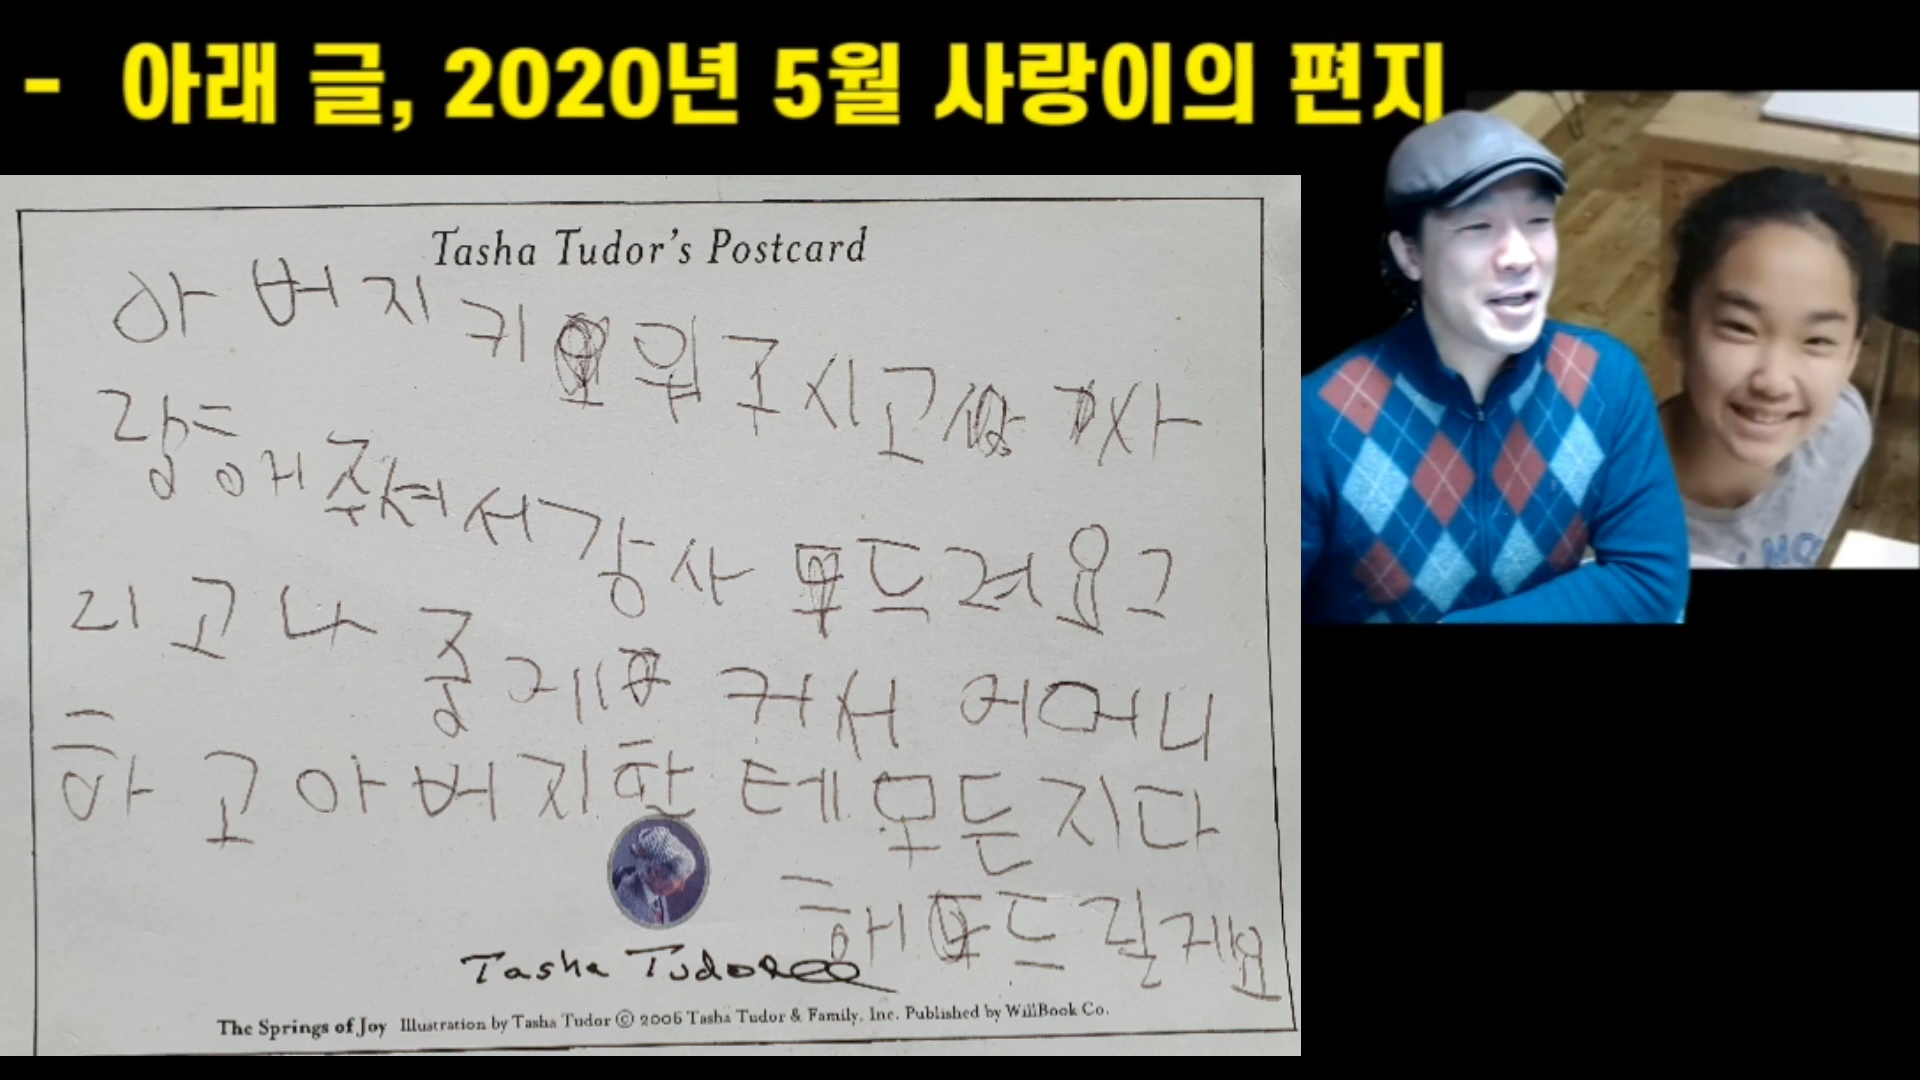 - 아래 글, 2020년 5월 사랑이의 편지
Tasha Tudor's Postcard
아버지 키워주시고 사
랑해주셔서 강사 드려요 그
리고 나중게 커서 어머니
하고 아버지한테 모든지 다
해 드릴게요
Tasha Tudor
The Springs of Joy Illustration by Tasha Tudor © 2006 Tasha Tudor & Family, Inc. Published by WillBook Co.